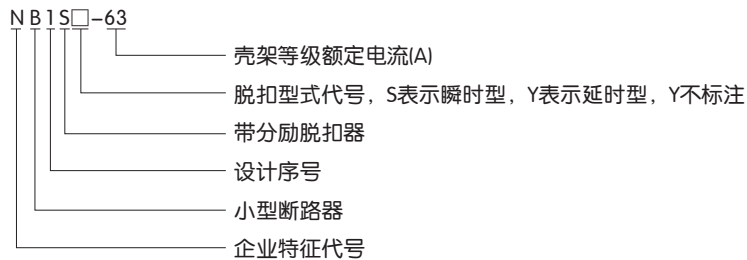 NB1S□-63
壳架等级额定电流(A)
脱扣型式代号，S表示瞬时型，Y表示延时型，Y不标注
带分励脱扣器
设计序号
小型断路器
企业特征代号